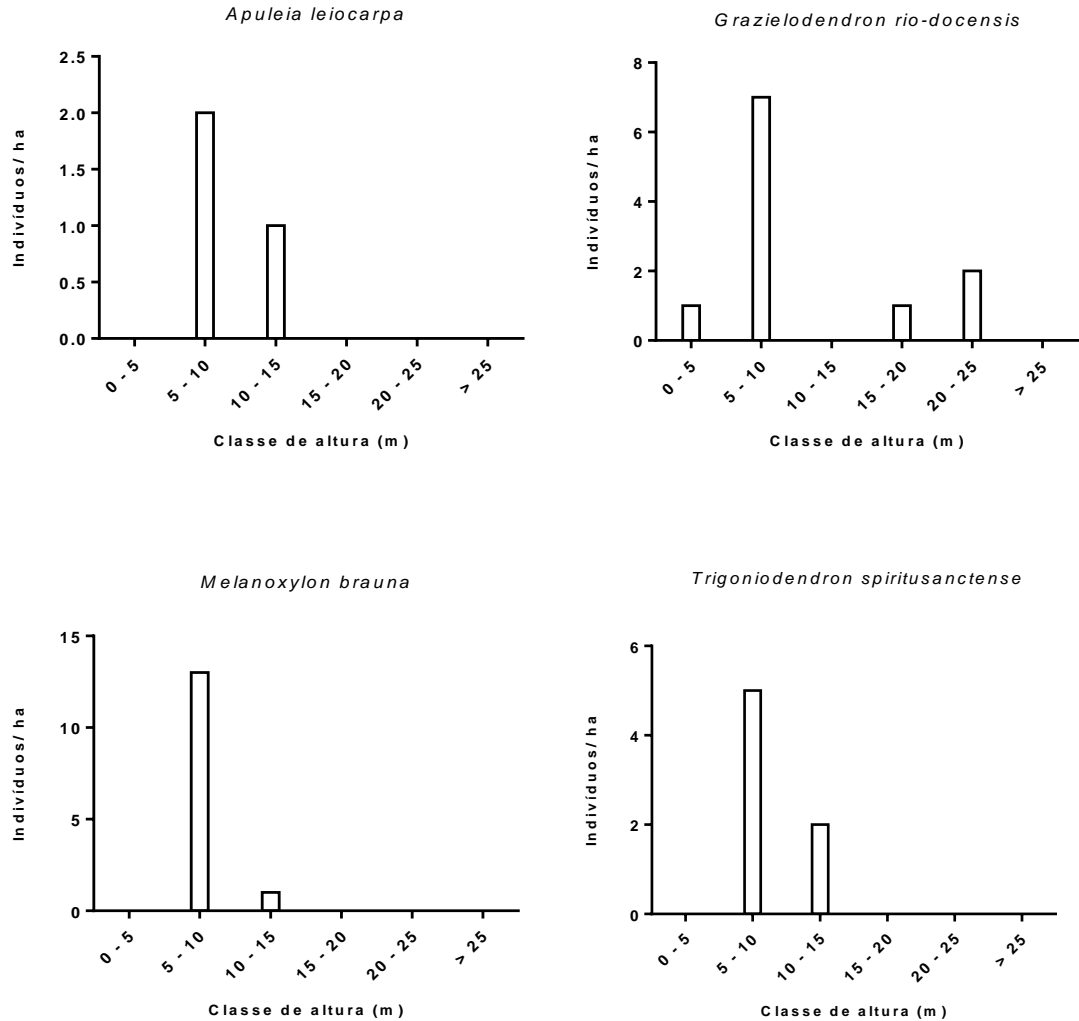 Apuleia leiocarpa
2.5
2.0
1.5
1.0
0.5
0.0
Indivíduos/ha
0 - 5
5 - 10
10 - 15
15 - 20
20 - 25
> 25
Classe de altura (m)
Grazielodendron rio-docensis
8
6
4
2
0
Indivíduos/ha
0 - 5
5 - 10
10 - 15
15 - 20
20 - 25
> 25
Classe de altura (m)
Melanoxylon brauna
15
10
5
0
Indivíduos/ha
0 - 5
5 - 10
10 - 15
15 - 20
20 - 25
> 25
Classe de altura (m)
Trigoniodendron spiritusanctense
6
4
2
0
Indivíduos/ha
0 - 5
5 - 10
10 - 15
15 - 20
20 - 25
> 25
Classe de altura (m)